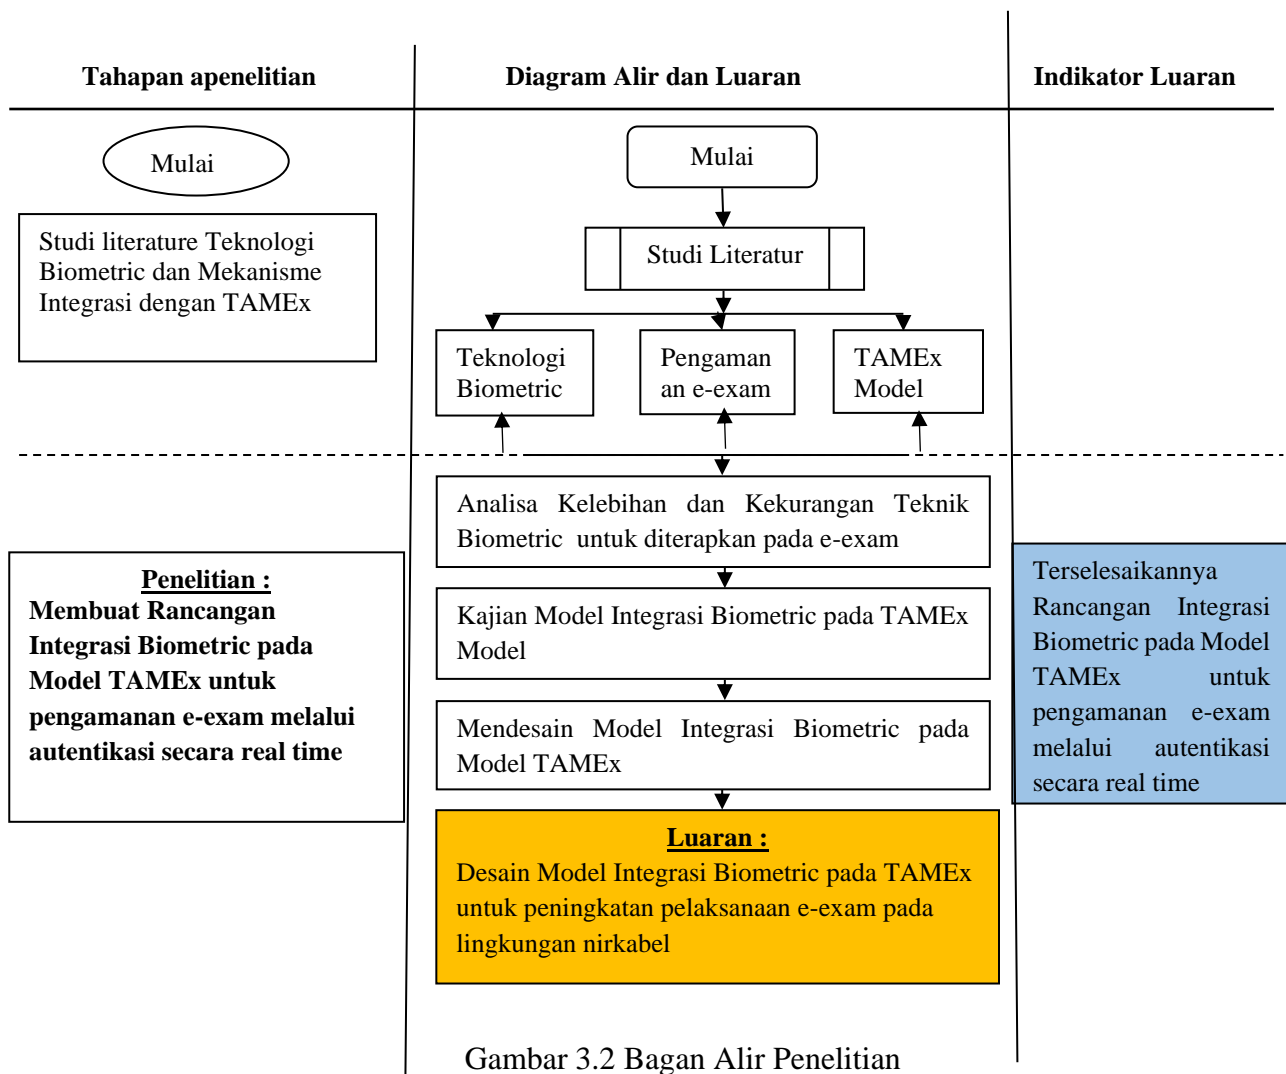 Tahapan apenelitian
Diagram Alir dan Luaran
Indikator Luaran
Mulai
Studi literature Teknologi
Biometric dan Mekanisme
Integrasi dengan TAMEx
Mulai
Studi Literatur
Teknologi
Biometric
Pengaman
an e-exam
TAMEx
Model
Penelitian :
Membuat Rancangan
Integrasi Biometric pada
Model TAMEx untuk
pengamanan e-exam melalui
autentikasi secara real time
Analisa Kelebihan dan Kekurangan Teknik
Biometric untuk diterapkan pada e-exam
Kajian Model Integrasi Biometric pada TAMEx
Model
Mendesain Model Integrasi Biometric pada
Model TAMEx
Luaran :
Desain Model Integrasi Biometric pada TAMEx
untuk peningkatan pelaksanaan e-exam pada
lingkungan nirkabel
Terselesaikannya
Rancangan Integrasi
Biometric pada Model
TAMEx untuk
pengamanan e-exam
melalui autentikasi
secara real time
Gambar 3.2 Bagan Alir Penelitian